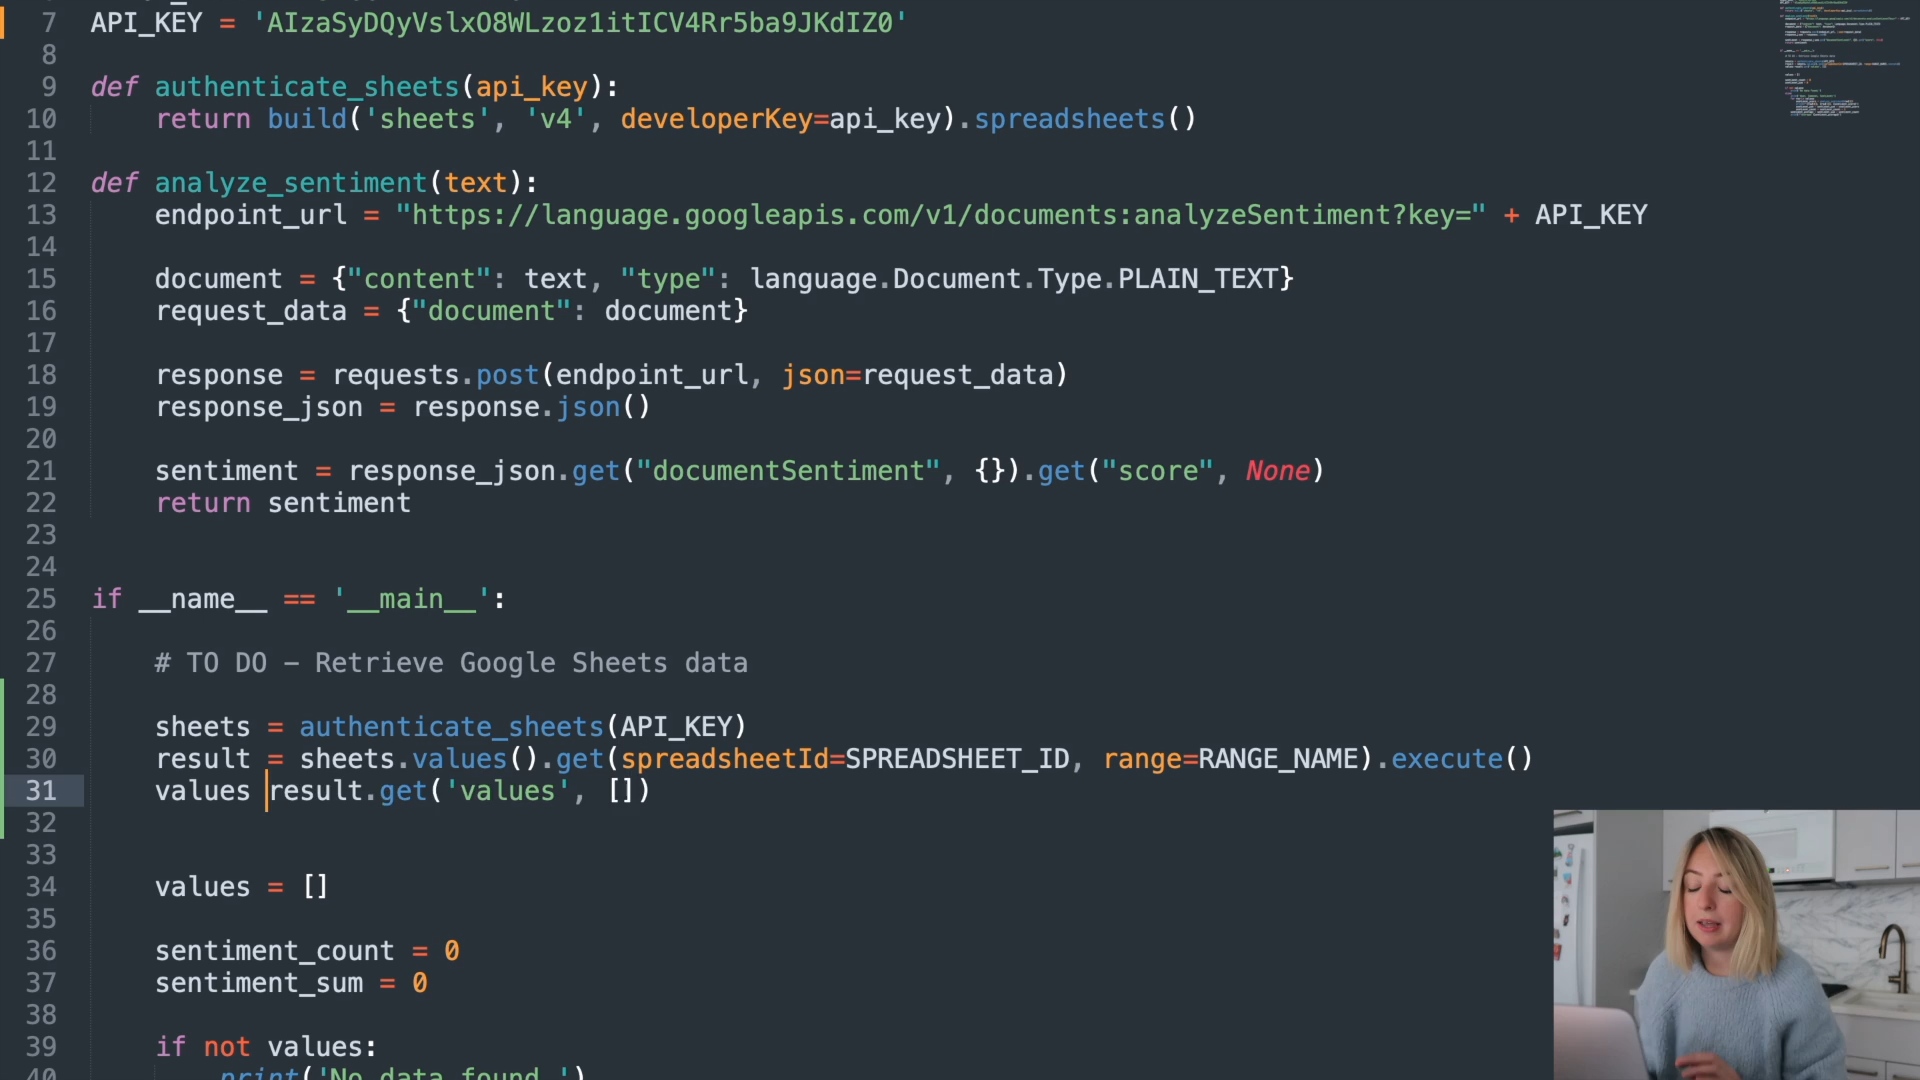 7 API_KEY = 'AIzaSyDQyVslxO8WLzoz1itICV4Rr5ba9JKdIZ0'
8
9 def authenticate_sheets(api_key):
10 return build('sheets', 'v4', developerKey=api_key).spreadsheets()
11
12 def analyze_sentiment(text):
13 endpoint_url = "https://language.googleapis.com/v1/documents:analyzeSentiment?key=" + API_KEY
14
15 document = {"content": text, "type": language.Document.Type.PLAIN_TEXT}
16 request_data = {"document": document}
17
18 response = requests.post(endpoint_url, json=request_data)
19 response_json = response.json()
20
21 sentiment = response_json.get("documentSentiment", {}).get("score", None)
22 return sentiment
23
24
25 if __name__ == '__main__':
26
27 # TO DO – Retrieve Google Sheets data
28
29 sheets = authenticate_sheets(API_KEY)
30 result = sheets.values().get(spreadsheetId=SPREADSHEET_ID, range=RANGE_NAME).execute()
31 values result.get('values', [])
32
33
34 values = []
35
36 sentiment_count = 0
37 sentiment_sum = 0
38
39 if not values:
40 print('No data found.')